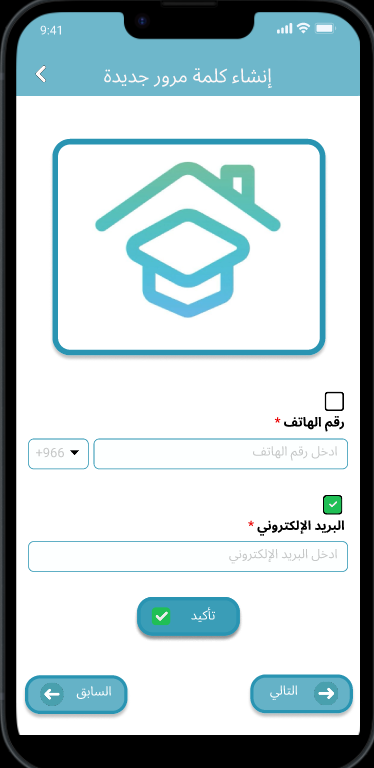 9:41
إنشاء كلمة مرور جديدة
رقم الهاتف *
ادخل رقم الهاتف
+966
البريد الإلكتروني *
ادخل البريد الإلكتروني
تأكيد
التالي
السابق